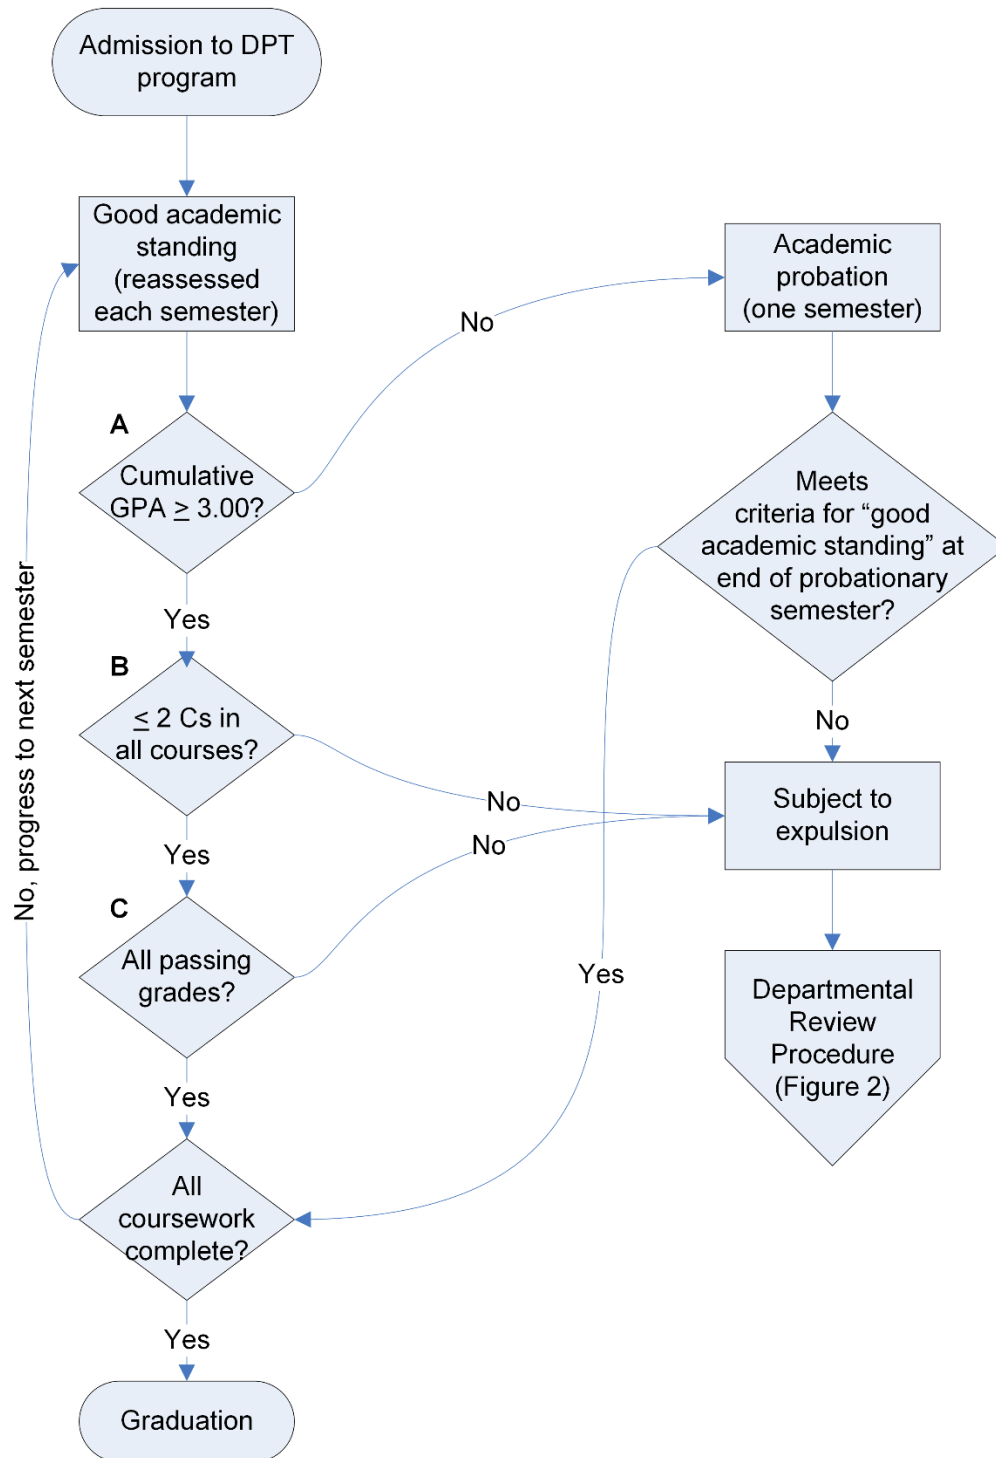 Admission to DPT
program
Good academic
standing
(reassessed
each semester)
No
Academic
probation
(one semester)
A
Cumulative
GPA ≥ 3.00?
Meets
criteria for “good
academic standing” at
end of probationary
semester?
No, progress to next semester
Yes
B
≤ 2 Cs in
all courses?
No
No
Subject to
expulsion
Yes
No
C
All passing
grades?
Yes
Departmental
Review
Procedure
(Figure 2)
Yes
All
coursework
complete?
Yes
Graduation